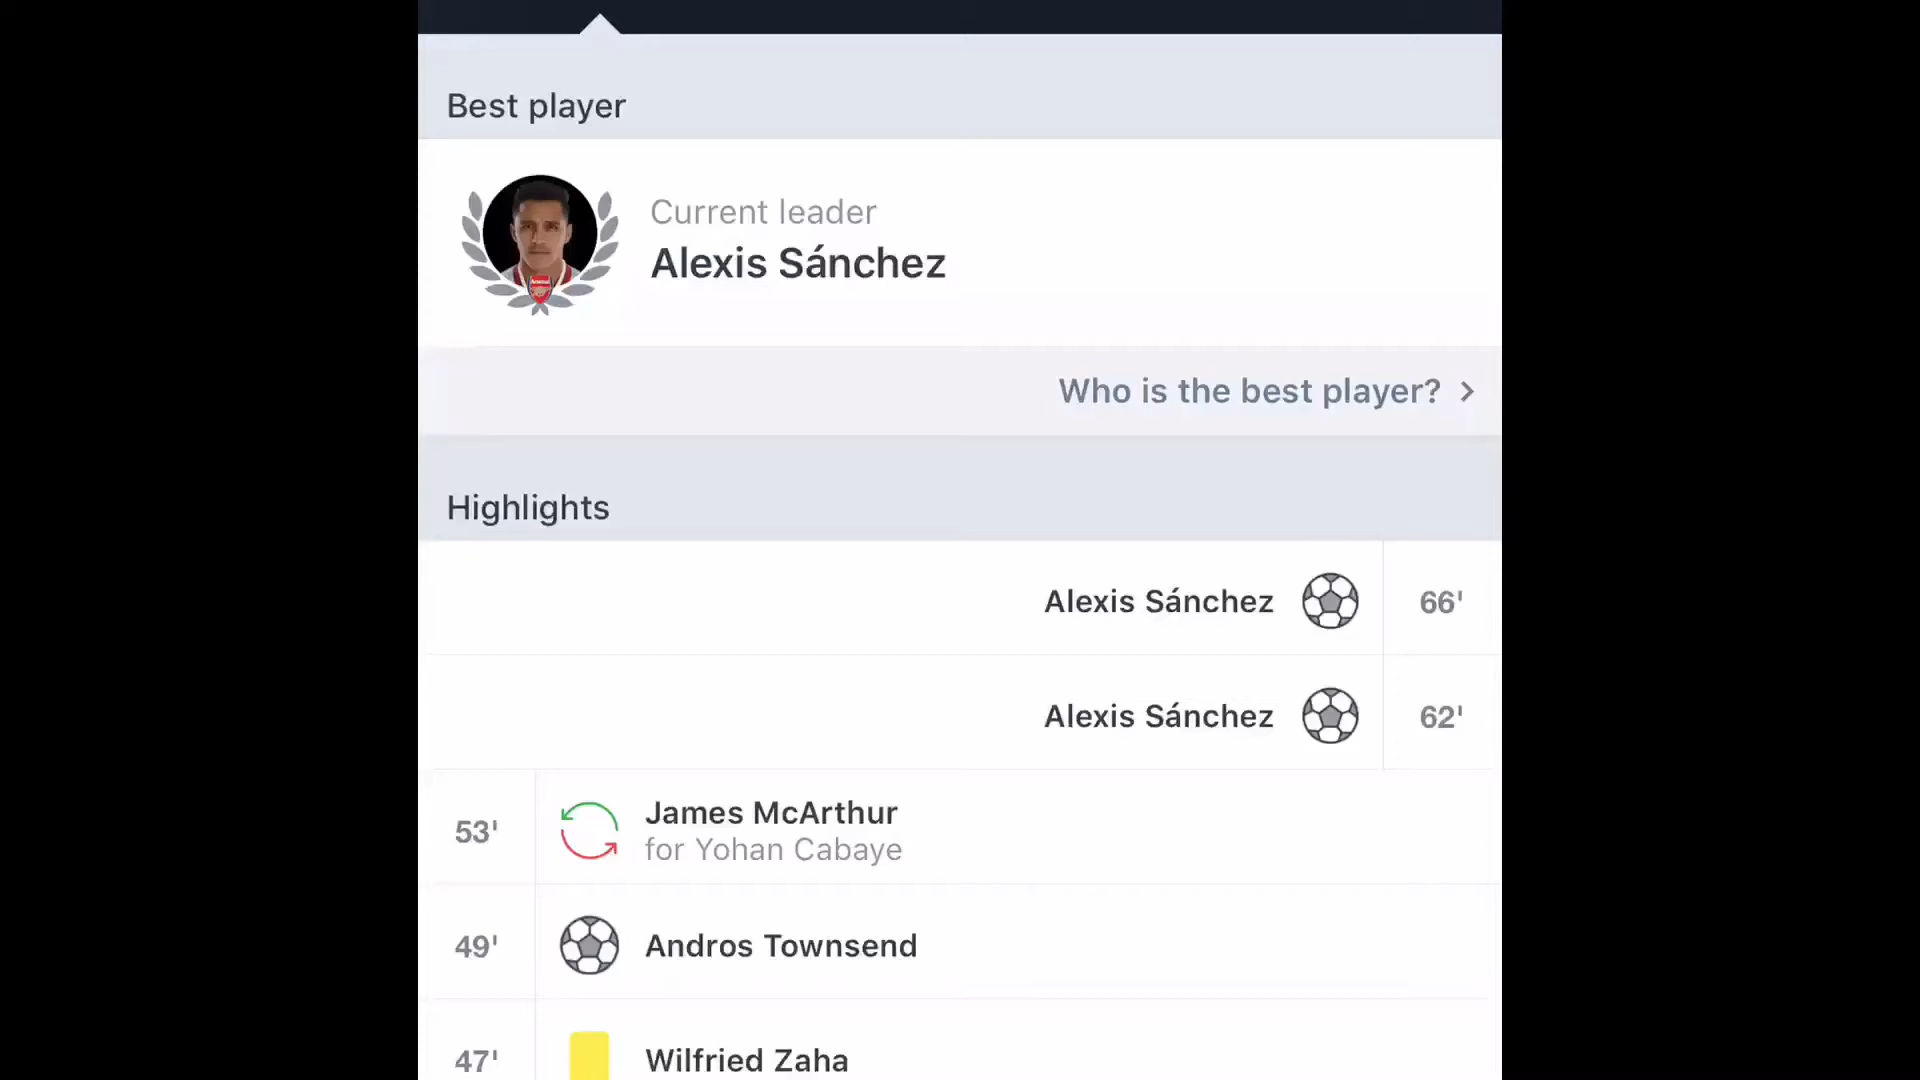 Best player
Current leader
Alexis Sánchez
Who is the best player?
Highlights
Alexis Sánchez 66'
Alexis Sánchez 62'
53' James McArthur
for Yohan Cabaye
49' Andros Townsend
47' Wilfried Zaha